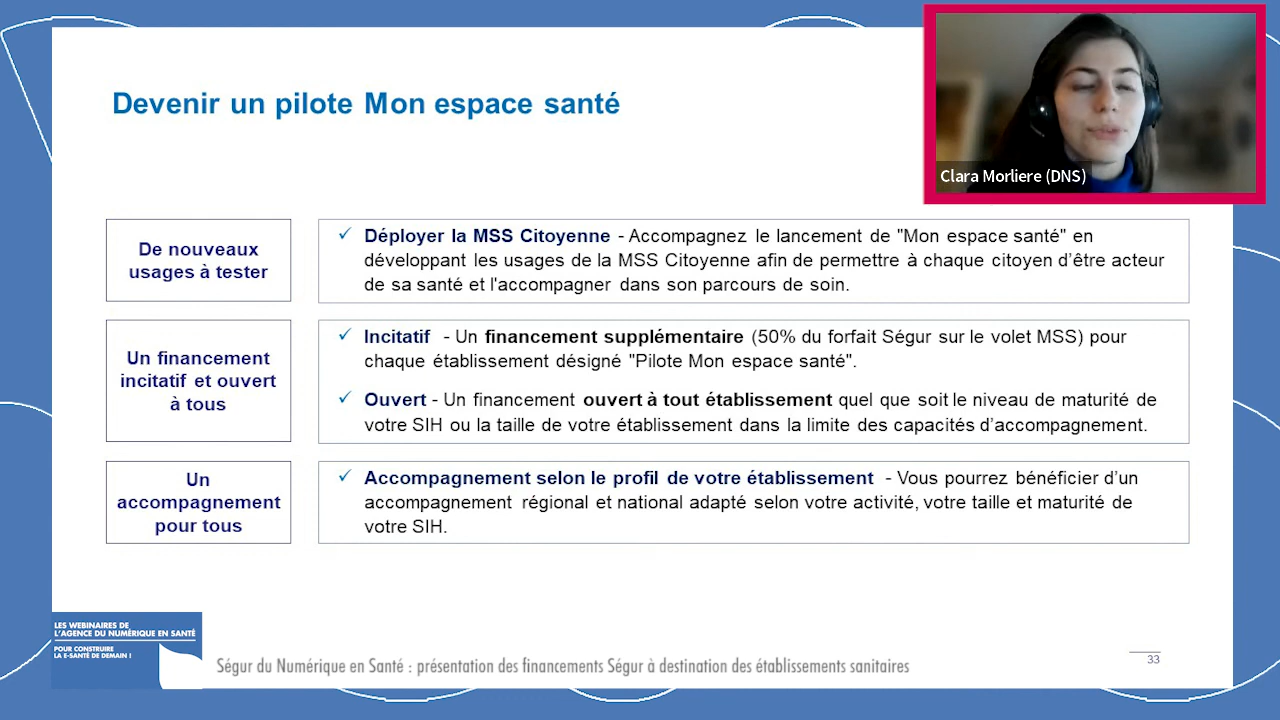 Devenir un pilote Mon espace santé
Clara Morliere (DNS)
De nouveaux
usages à tester
✓ Déployer la MSS Citoyenne - Accompagnez le lancement de "Mon espace santé" en
développant les usages de la MSS Citoyenne afin de permettre à chaque citoyen d’être acteur
de sa santé et l'accompagner dans son parcours de soin.
Un financement
incitatif et ouvert
à tous
✓ Incitatif - Un financement supplémentaire (50% du forfait Ségur sur le volet MSS) pour
chaque établissement désigné "Pilote Mon espace santé".
✓ Ouvert - Un financement ouvert à tout établissement quel que soit le niveau de maturité de
votre SIH ou la taille de votre établissement dans la limite des capacités d’accompagnement.
Un
accompagnement
pour tous
✓ Accompagnement selon le profil de votre établissement - Vous pourrez bénéficier d’un
accompagnement régional et national adapté selon votre activité, votre taille et maturité de
votre SIH.
LES WEBINAIRES DE
L'AGENCE DU NUMÉRIQUE EN SANTÉ
POUR CONSTRUIRE
LA E-SANTÉ DE DEMAIN !
Ségur du Numérique en Santé : présentation des financements Ségur à destination des établissements sanitaires
33